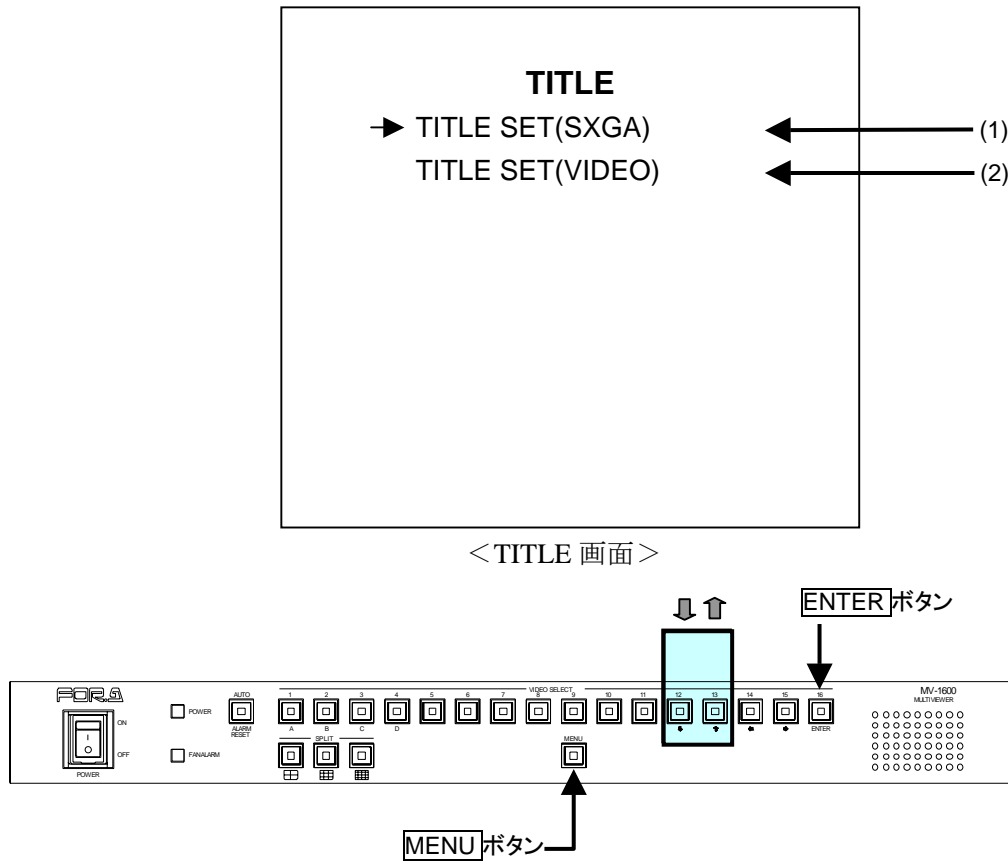 TITLE
TITLE SET(SXGA)
(1)
TITLE SET(VIDEO)
(2)
＜TITLE 画面＞
ENTER ボタン
FOR.A
ON
OFF
POWER
POWER
FAN ALARM
AUTO
ALARM
RESET
VIDEO SELECT
1 2 3 4 5 6 7 8 9 10 11 12 13 14 15 16
A B C D ENTER
SPLIT
MENU
MV-1600
MULTIVIEWER
MENU ボタン